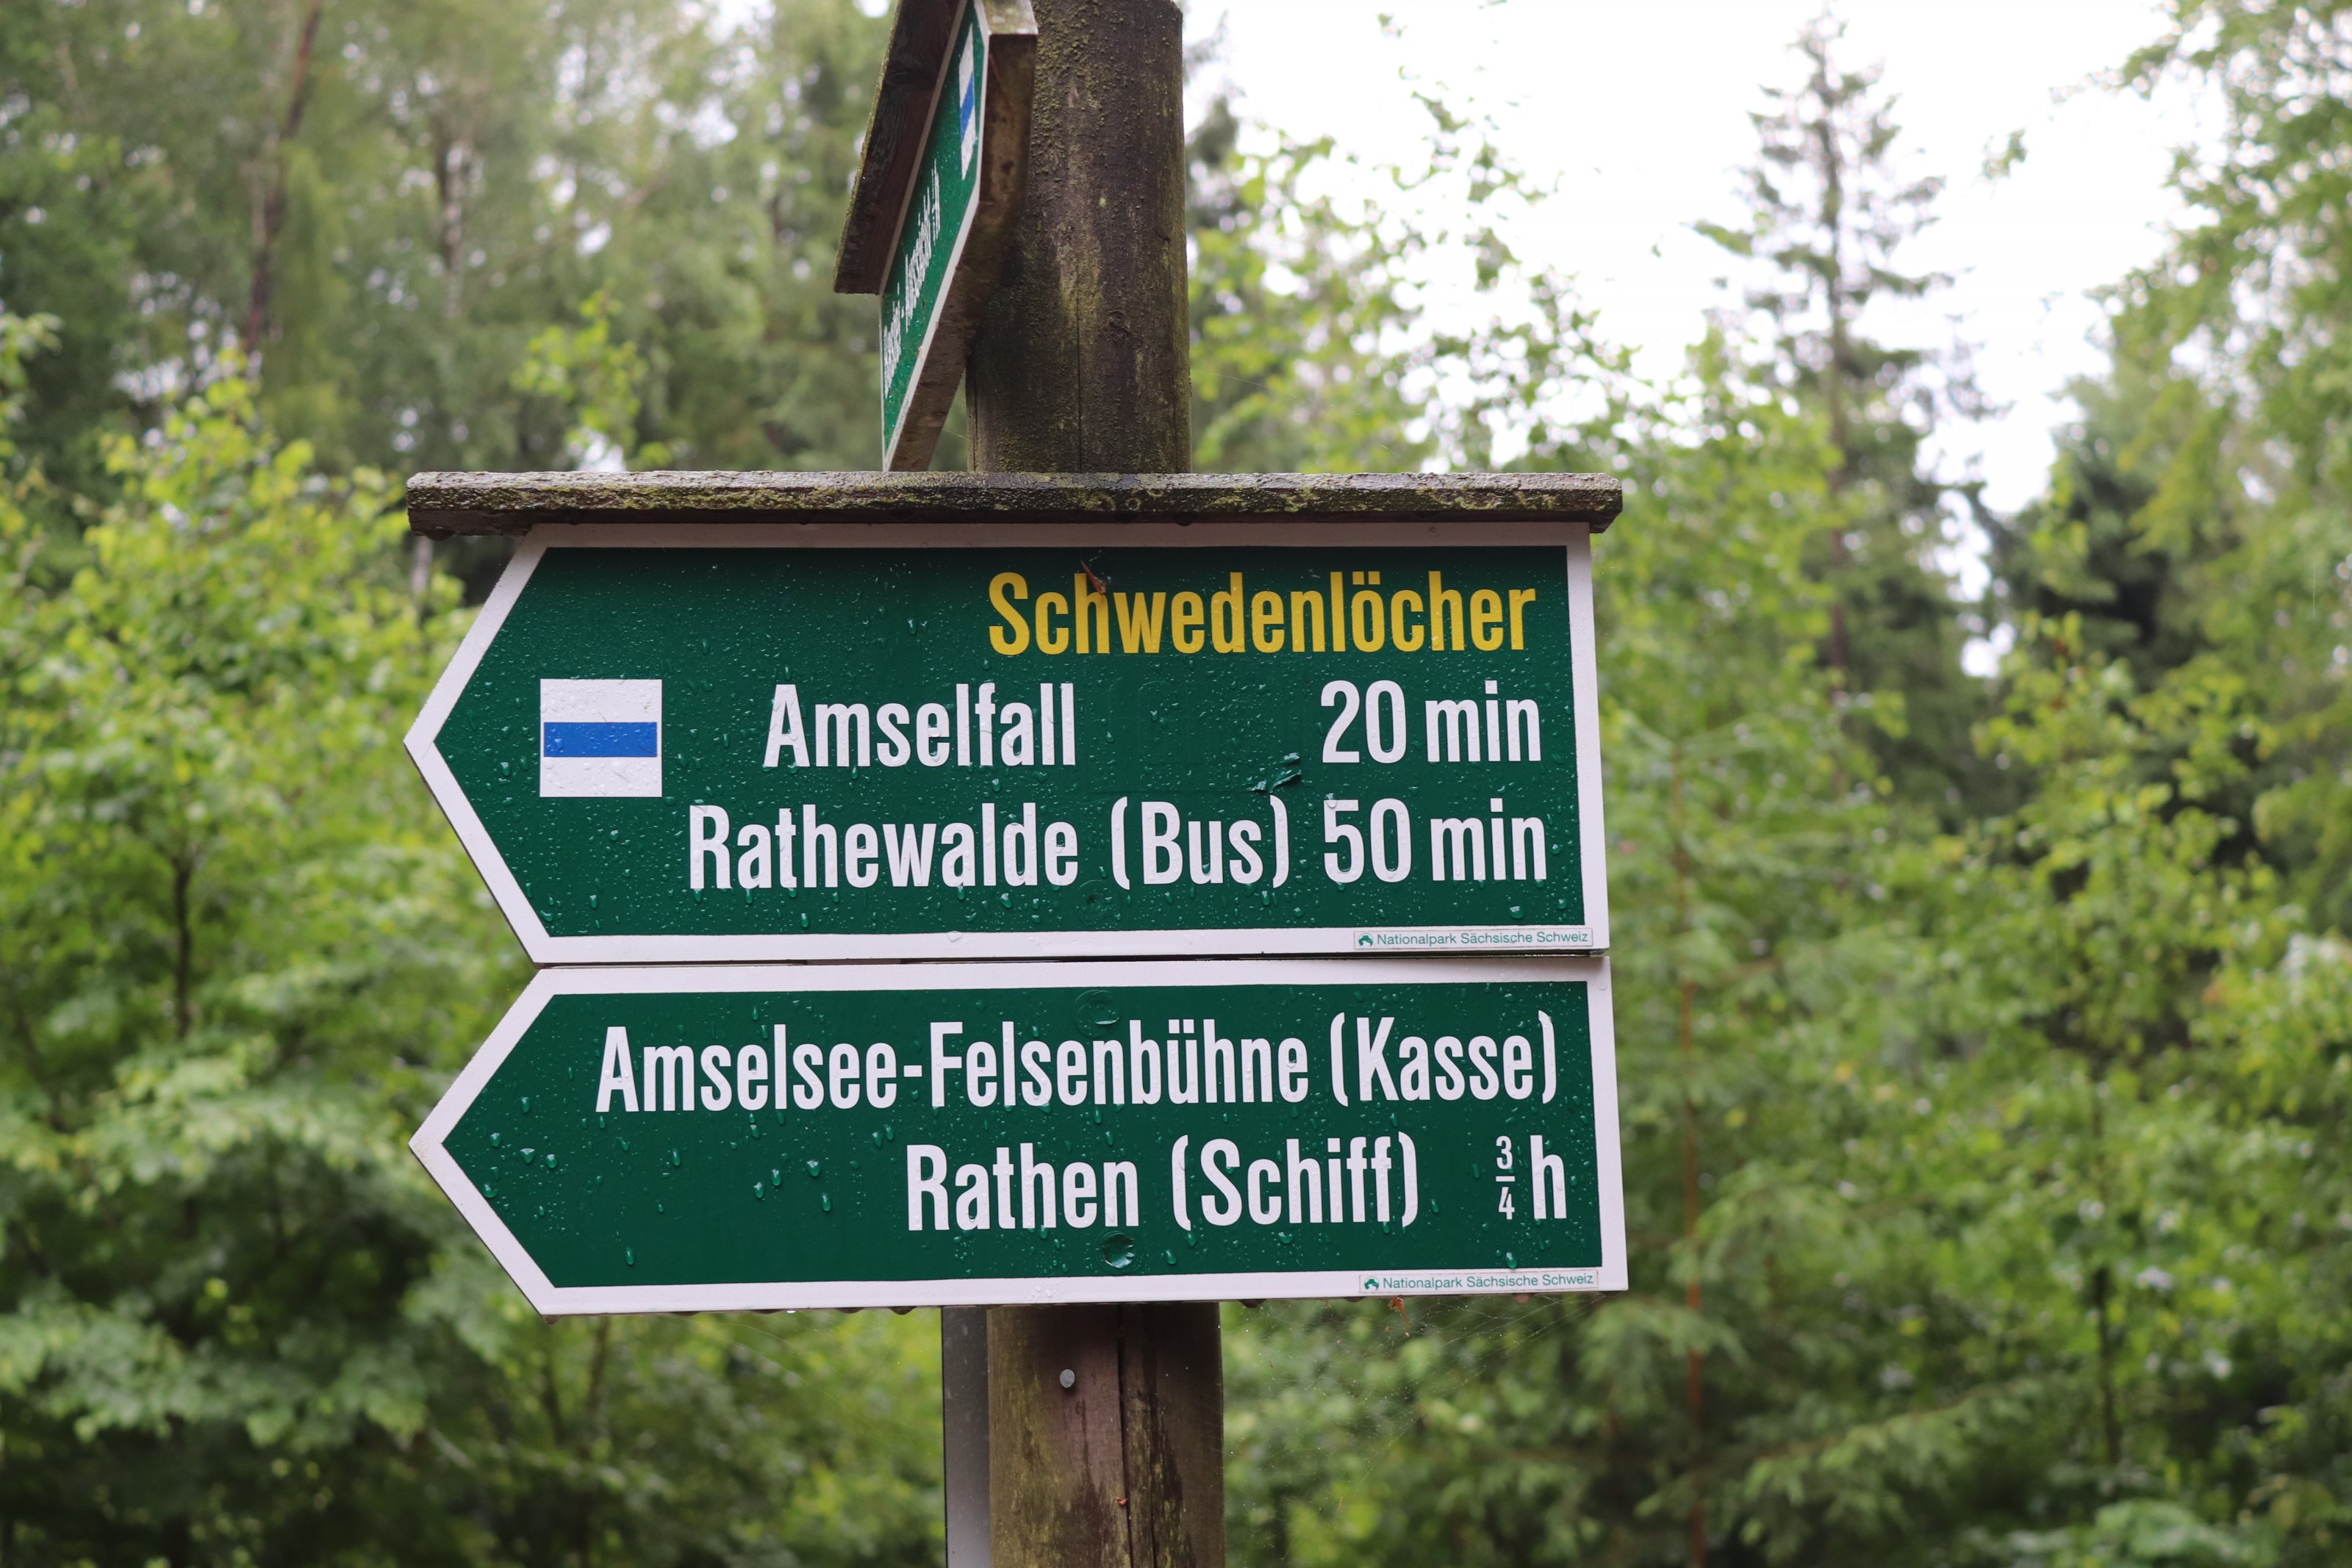 Aussicht
Schwedenlöcher
Amselfall 20 min
Rathewalde (Bus) 50 min
Nationalpark Sächsische Schweiz
Amselsee-Felsenbühne (Kasse)
Rathen (Schiff) 3/4 h
Nationalpark Sächsische Schweiz